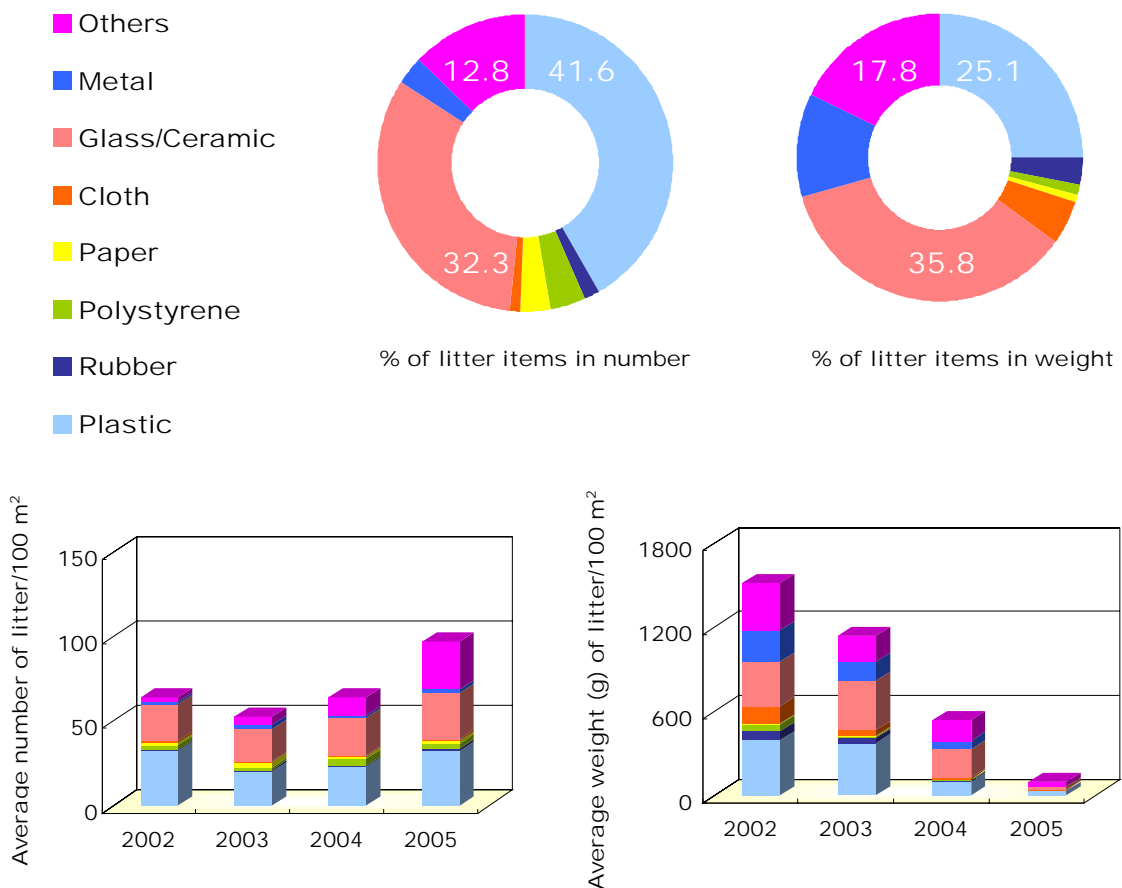 Others
Metal
Glass/Ceramic
Cloth
Paper
Polystyrene
Rubber
Plastic
12.8
41.6
32.3
% of litter items in number
17.8
25.1
35.8
% of litter items in weight
Average number of litter/100 m²
150
100
50
0
2002 2003 2004 2005
Average weight (g) of litter/100 m²
1800
1200
600
0
2002 2003 2004 2005